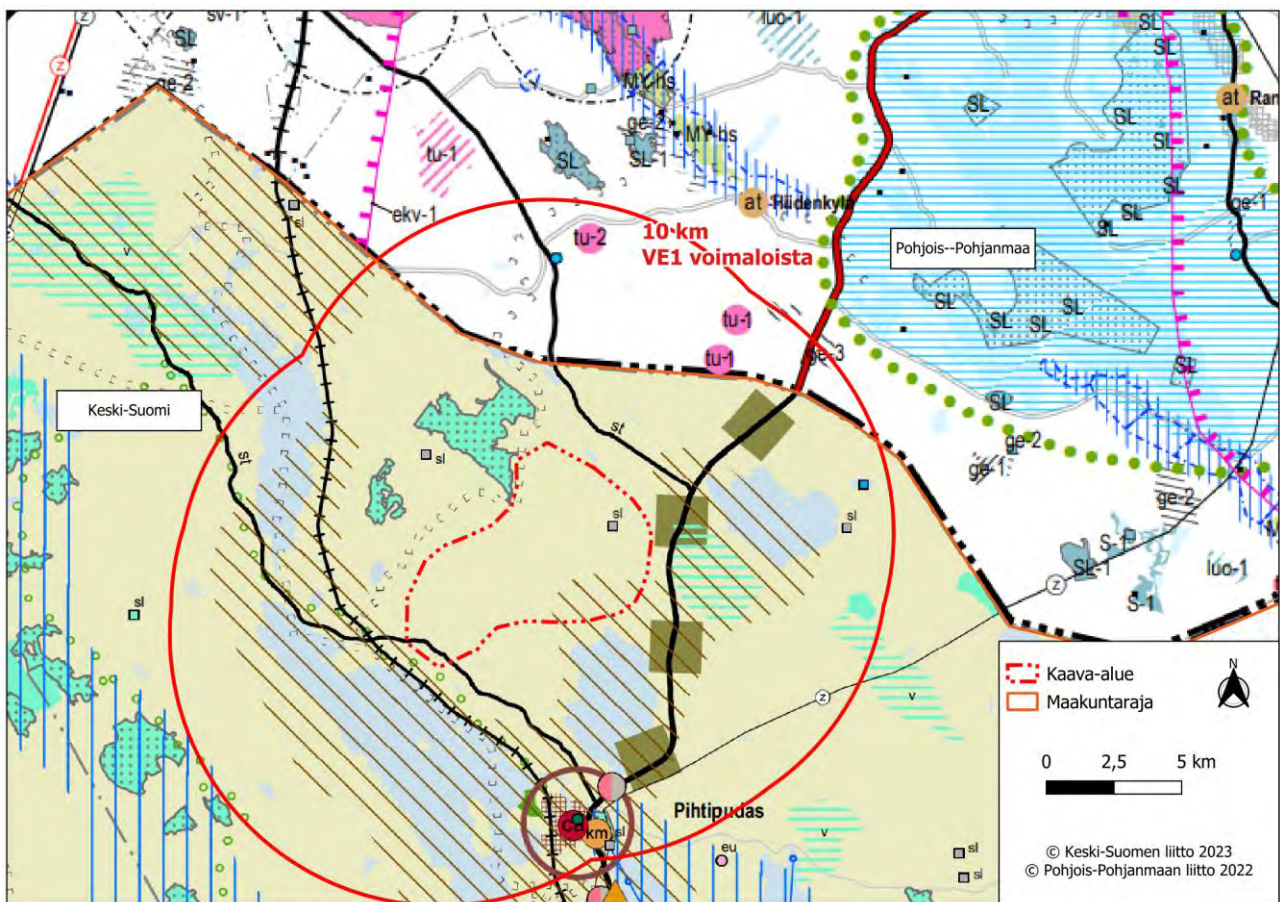 sv-1
Z
SL
ge-2
Z
luo-1
SL
SL
MY-hs
SL
at
Ran
ge-2
MY-hs
SL
tu-1
SL
SL-1
SL
SL
ekv-1
at
SL
ge-1
sl
10 km
VE1 voimaloista
tu-2
SL
Pohjois--Pohjanmaa
v
SL
SL
SL
SL
SL
tu-1
tu-1
ge-3
SL
Keski-Suomi
SL
st
ge-2
st
sl
ge-1
ge-2
sl
sl
S-1
SL-1
luo-1
Z
S-1
sl
v
Z
Kaava-alue
N
Maakuntaraja
0 2,5 5 km
Pihtipudas
ca
km
sl
v
eu
sl
© Keski-Suomen liitto 2023
© Pohjois-Pohjanmaan liitto 2022